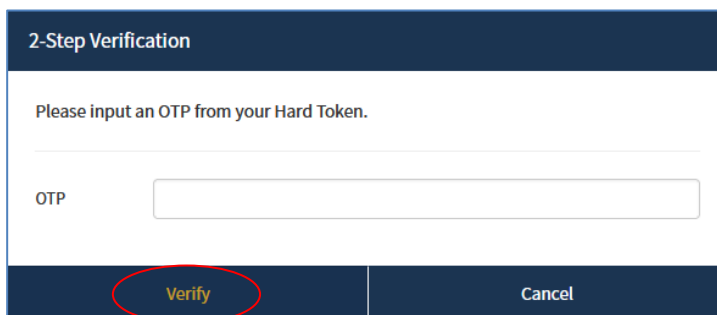 2-Step Verification
Please input an OTP from your Hard Token.
OTP
Verify Cancel